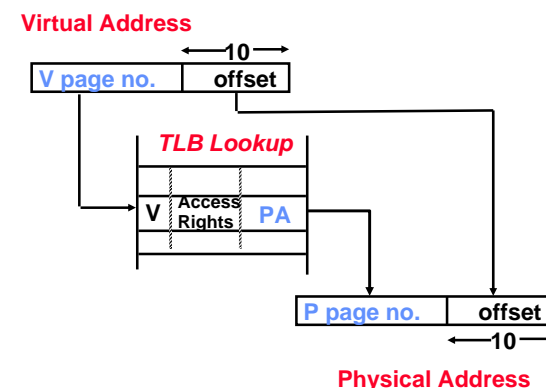 Virtual Address
10
V page no. offset
TLB Lookup
V Access Rights PA
P page no. offset
10
Physical Address